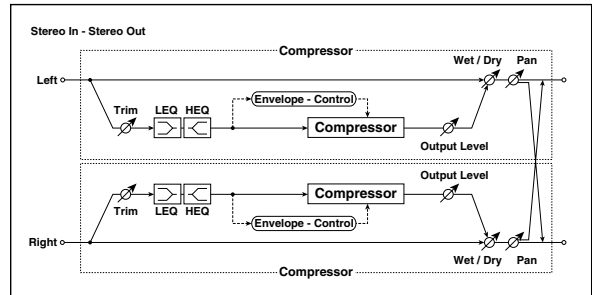 Stereo In - Stereo Out
Compressor
Wet / Dry Pan
Left
Envelope - Control
Trim LEQ HEQ
Compressor
Output Level
Output Level
Compressor
Trim LEQ HEQ
Envelope - Control
Right
Wet / Dry Pan
Compressor